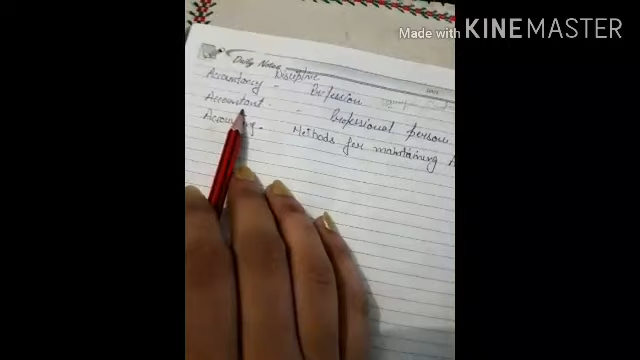 Made with KINEMASTER
Daily Notes
Discipline
Accountancy - Profession
Accountant - Professional person
Accounting - Methods for maintaining